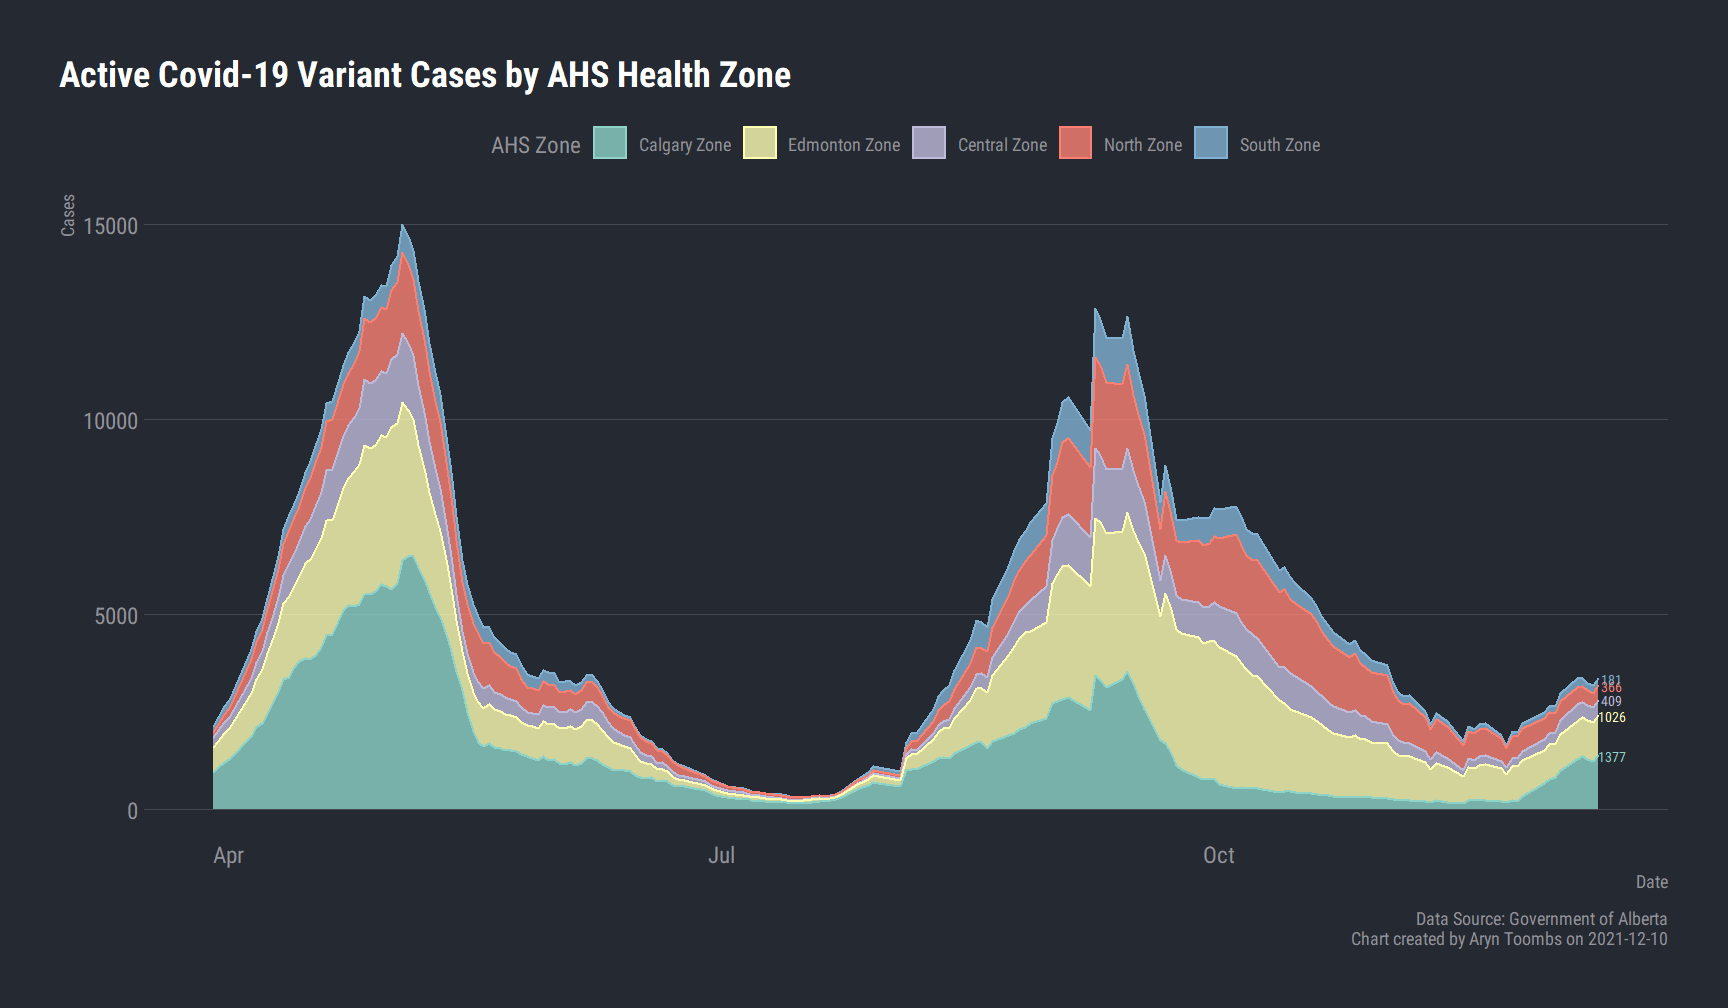 Active Covid-19 Variant Cases by AHS Health Zone
AHS Zone Calgary Zone Edmonton Zone Central Zone North Zone South Zone
Cases
15000
10000
5000
0
181
366
409
1026
1377
Apr Jul Oct
Date
Data Source: Government of Alberta
Chart created by Aryn Toombs on 2021-12-10